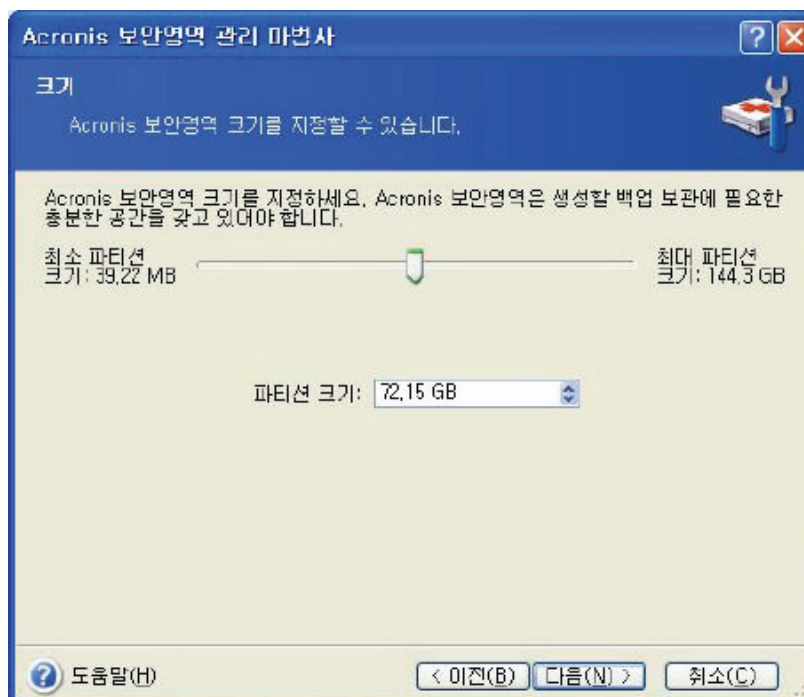 Acronis 보안영역 관리 마법사
크기
Acronis 보안영역 크기를 지정할 수 있습니다.
Acronis 보안영역 크기를 지정하세요. Acronis 보안영역은 생성할 백업 보관에 필요한
충분한 공간을 갖고 있어야 합니다.
최소 파티션
크기: 39,22 MB
최대 파티션
크기: 144,3 GB
파티션 크기: 72,15 GB
도움말(H)
< 이전(B) 다음(N) > 취소(C)